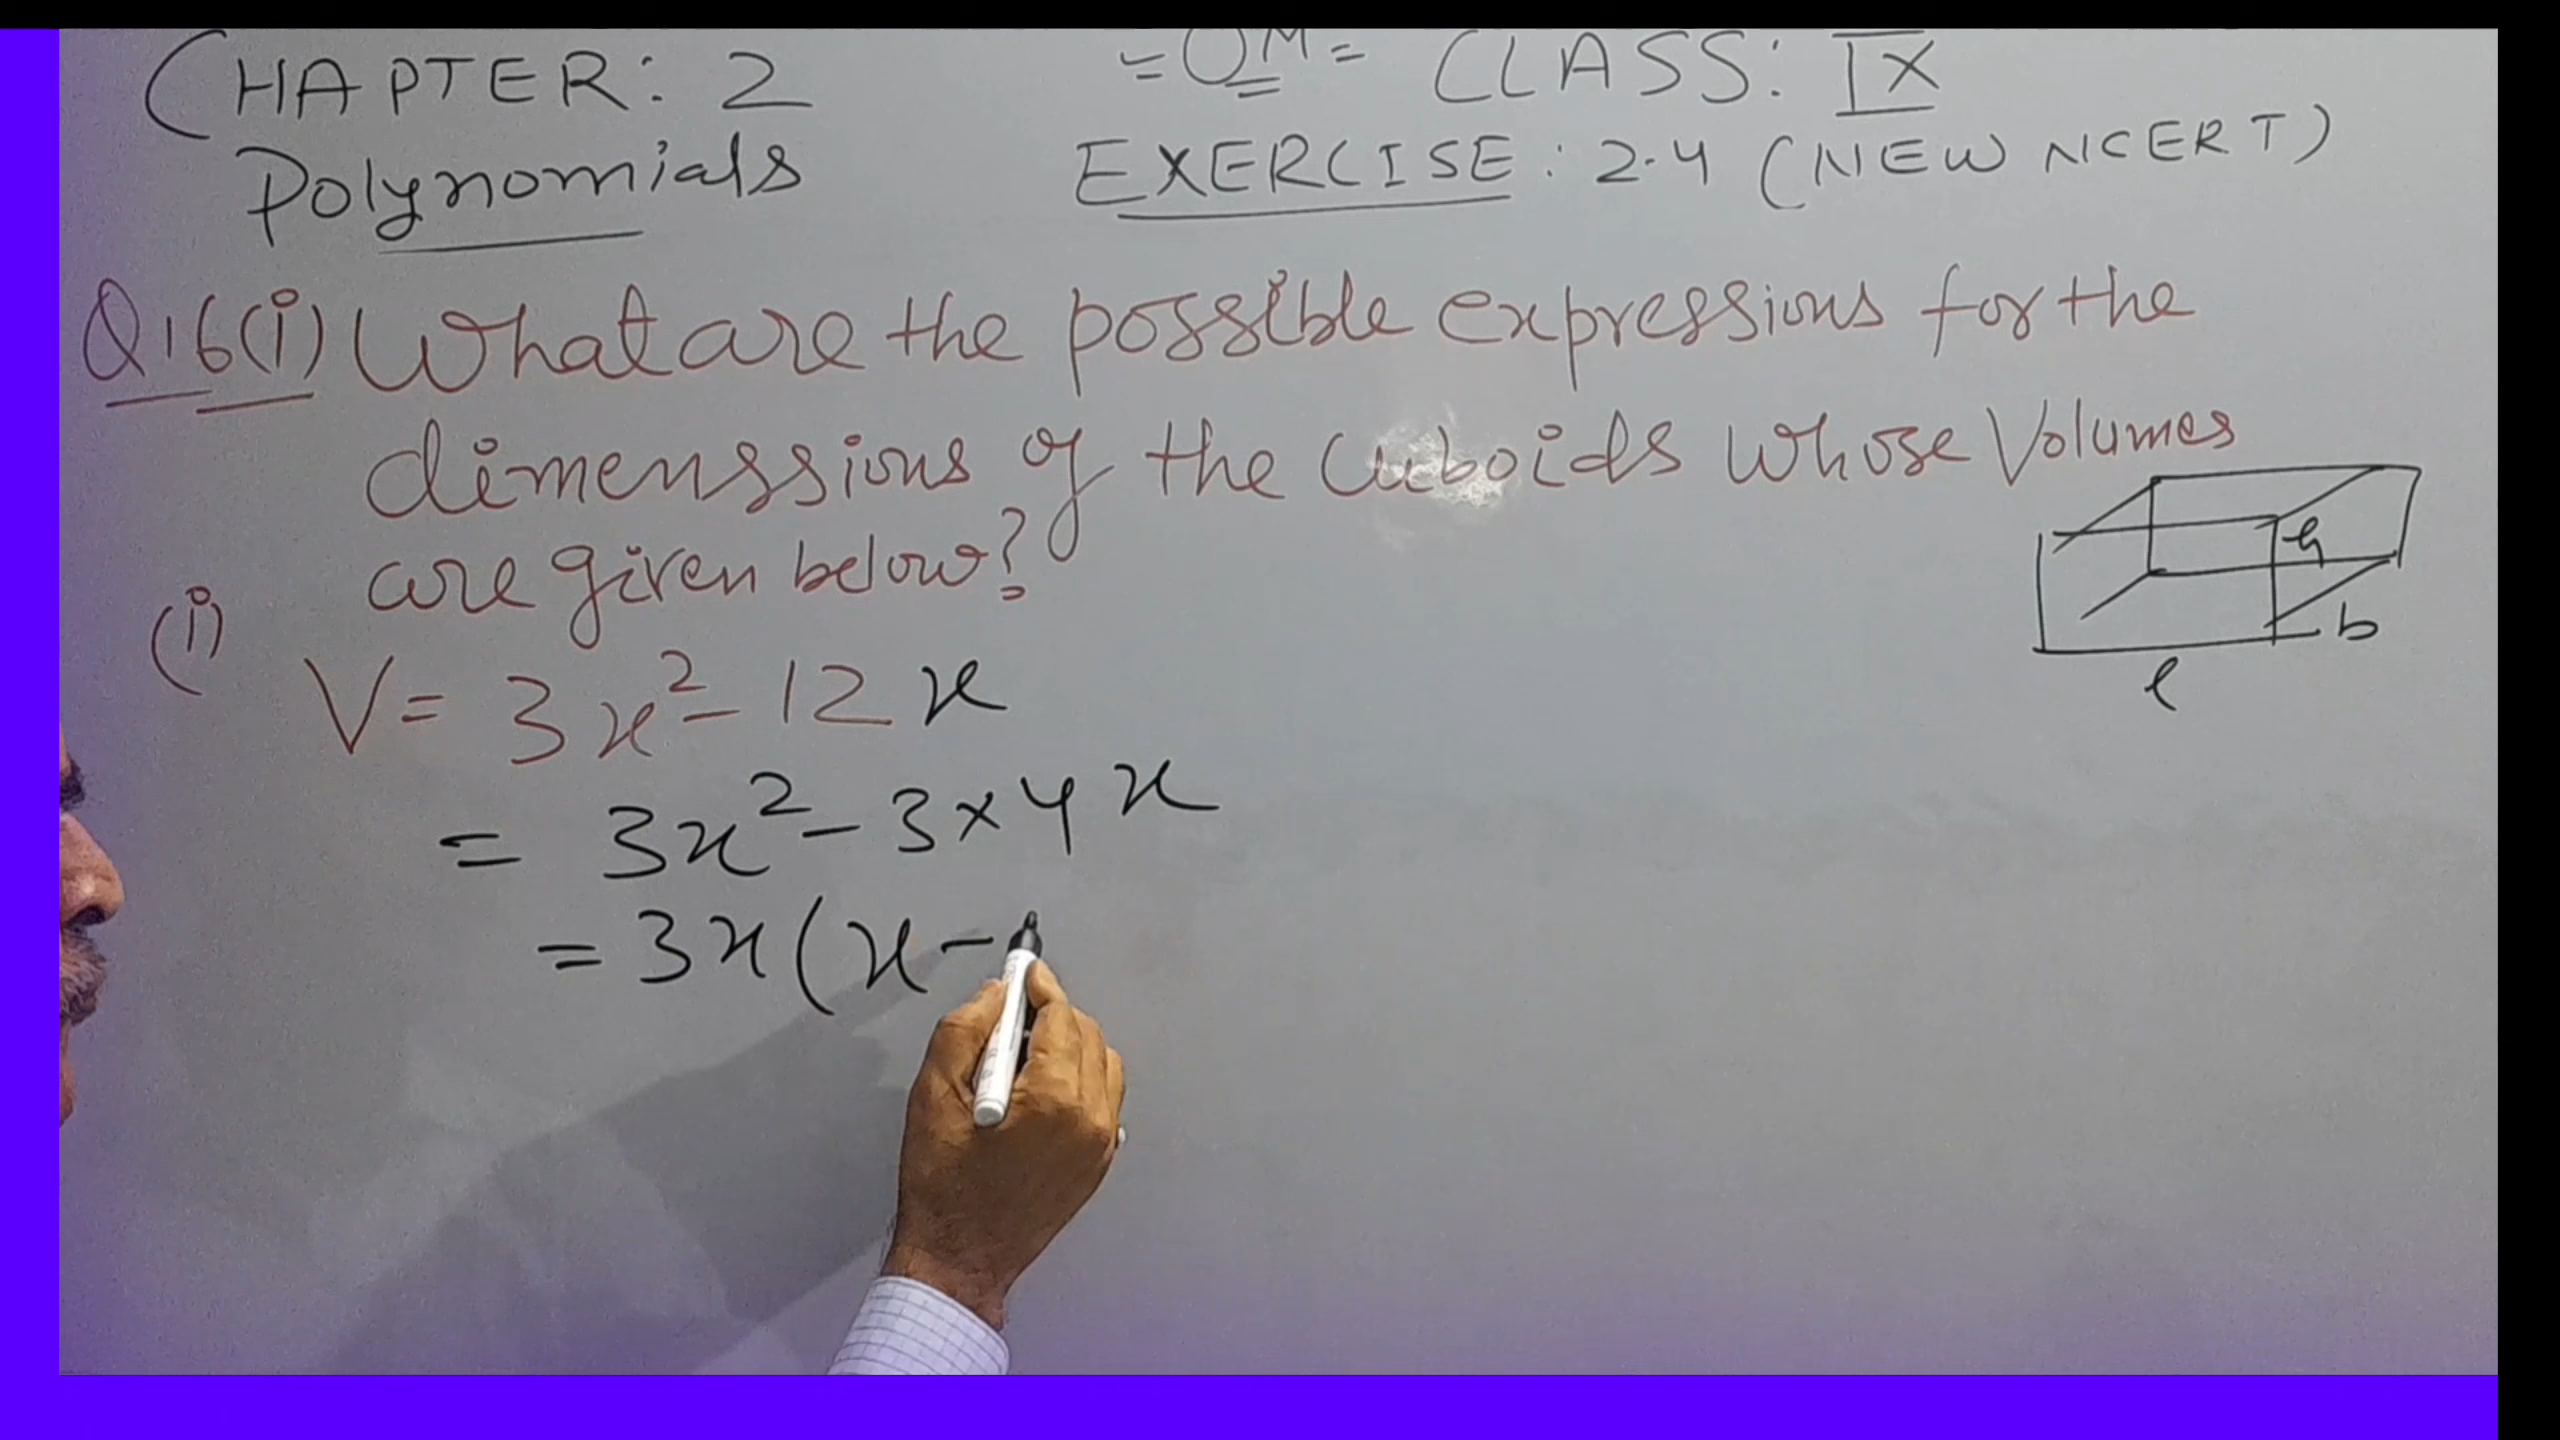 CHAPTER: 2
Polynomials
= OM = CLASS: IX
EXERCISE: 2.4 (NEW NCERT)
Q16(i) What are the possible expressions for the
dimenssions of the Cuboids Whose Volumes
are given below?
(i)
V = 3x² - 12x
= 3x² - 3 × 4x
= 3x(x -
h
b
l